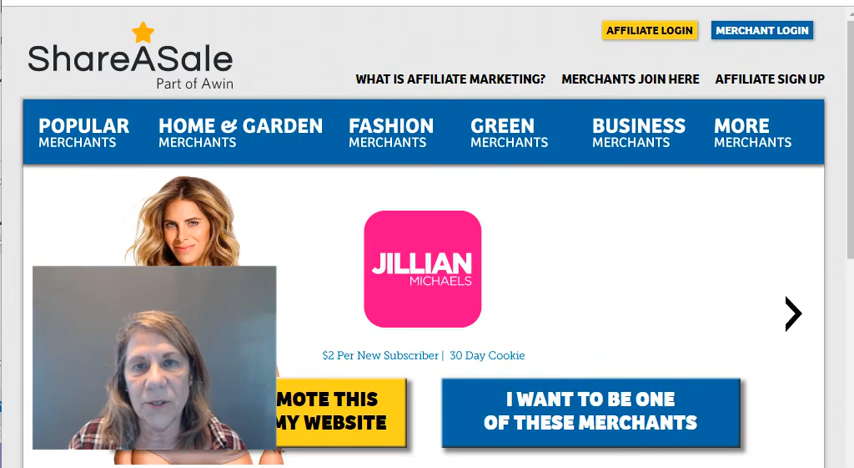 AFFILIATE LOGIN
MERCHANT LOGIN
ShareASale
Part of Awin
WHAT IS AFFILIATE MARKETING?
MERCHANTS JOIN HERE
AFFILIATE SIGN UP
POPULAR
MERCHANTS
HOME & GARDEN
MERCHANTS
FASHION
MERCHANTS
GREEN
MERCHANTS
BUSINESS
MERCHANTS
MORE
MERCHANTS
JILLIAN
MICHAELS
$2 Per New Subscriber | 30 Day Cookie
MOTE THIS
MY WEBSITE
I WANT TO BE ONE
OF THESE MERCHANTS